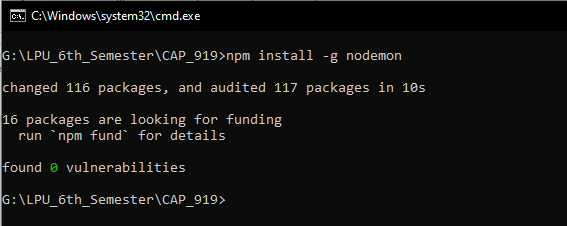 C:\Windows\system32\cmd.exe
G:\LPU_6th_Semester\CAP_919>npm install -g nodemon
changed 116 packages, and audited 117 packages in 10s
16 packages are looking for funding
  run `npm fund` for details
found 0 vulnerabilities
G:\LPU_6th_Semester\CAP_919>